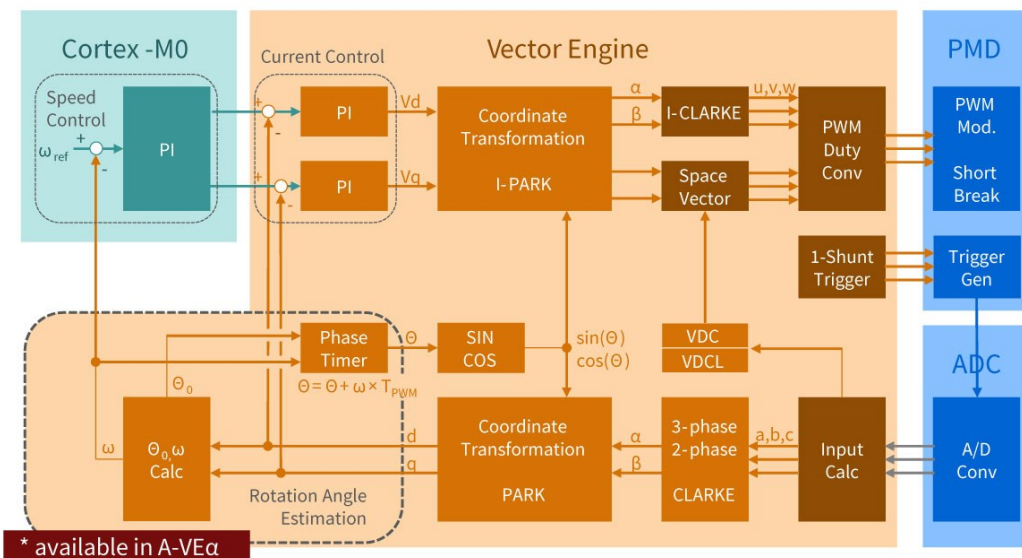 Cortex -M0
Vector Engine
PMD
Speed
Control
ω ref
+
-
PI
Current Control
+
-
PI
Vd
+
-
PI
Vq
Coordinate
Transformation
I-PARK
α
β
I-CLARKE
u,v,w
Space
Vector
PWM
Duty
Conv
PWM
Mod.
Short
Break
1-Shunt
Trigger
Trigger
Gen
Phase
Timer
Θ
SIN
COS
sin(Θ)
cos(Θ)
VDC
VDCL
ADC
Θ = Θ + ω × T PWM
Θ0
ω
Θ0,ω
Calc
d
q
Coordinate
Transformation
PARK
α
β
3-phase
2-phase
CLARKE
a,b,c
Input
Calc
A/D
Conv
Rotation Angle
Estimation
* available in A-VEα